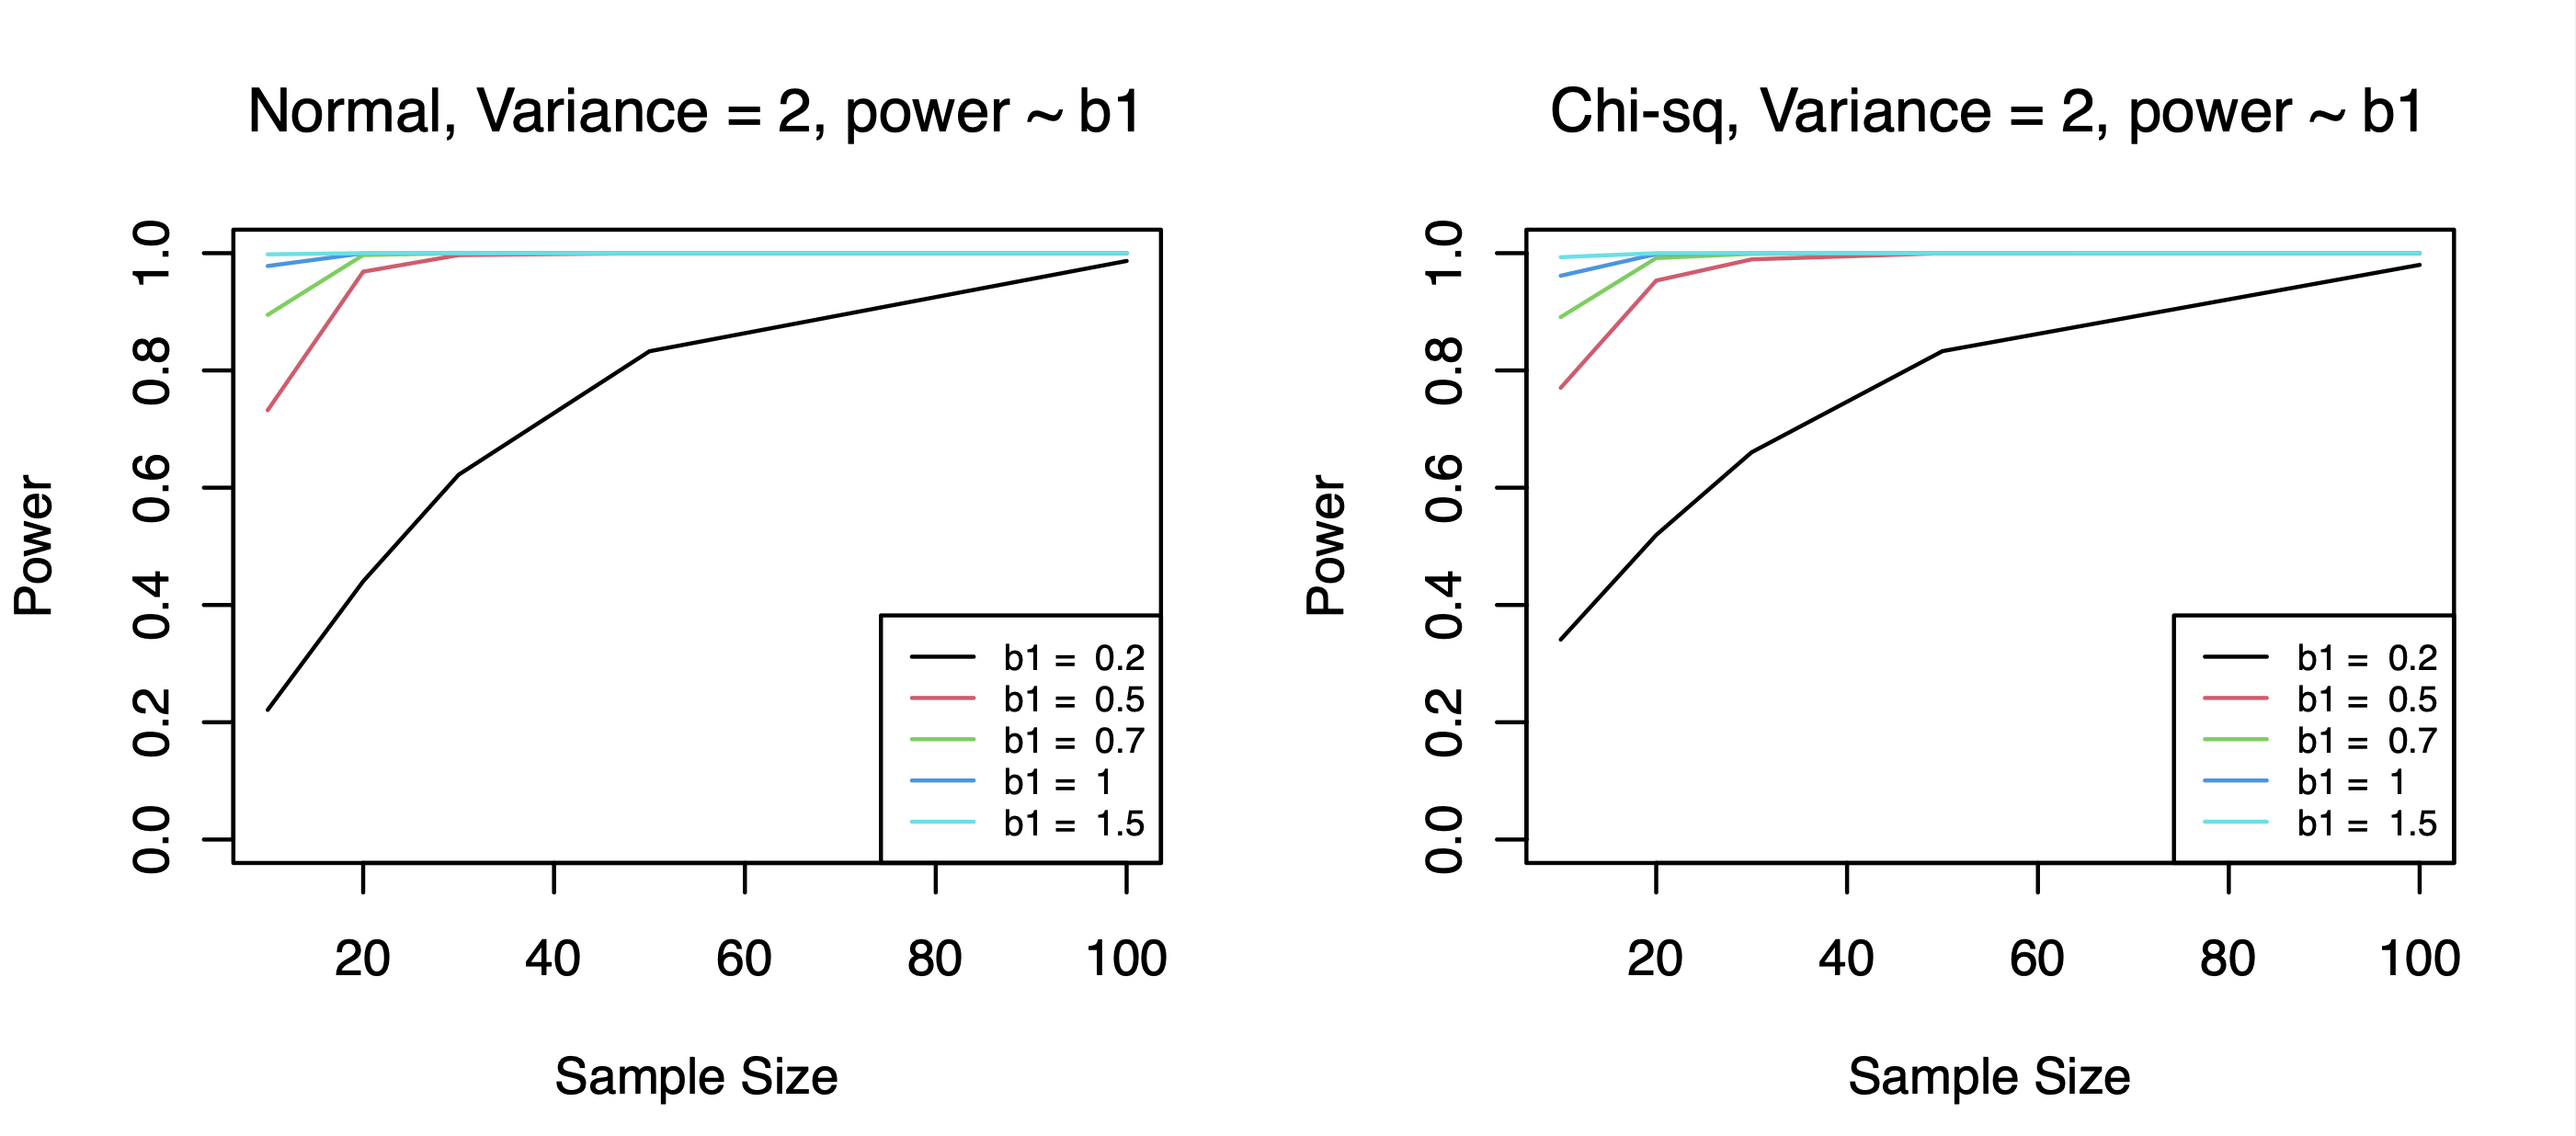 Normal, Variance = 2, power ~ b1
Power
1.0
0.8
0.6
0.4
0.2
0.0
b1 = 0.2
b1 = 0.5
b1 = 0.7
b1 = 1
b1 = 1.5
20 40 60 80 100
Sample Size
Chi-sq, Variance = 2, power ~ b1
Power
1.0
0.8
0.6
0.4
0.2
0.0
b1 = 0.2
b1 = 0.5
b1 = 0.7
b1 = 1
b1 = 1.5
20 40 60 80 100
Sample Size